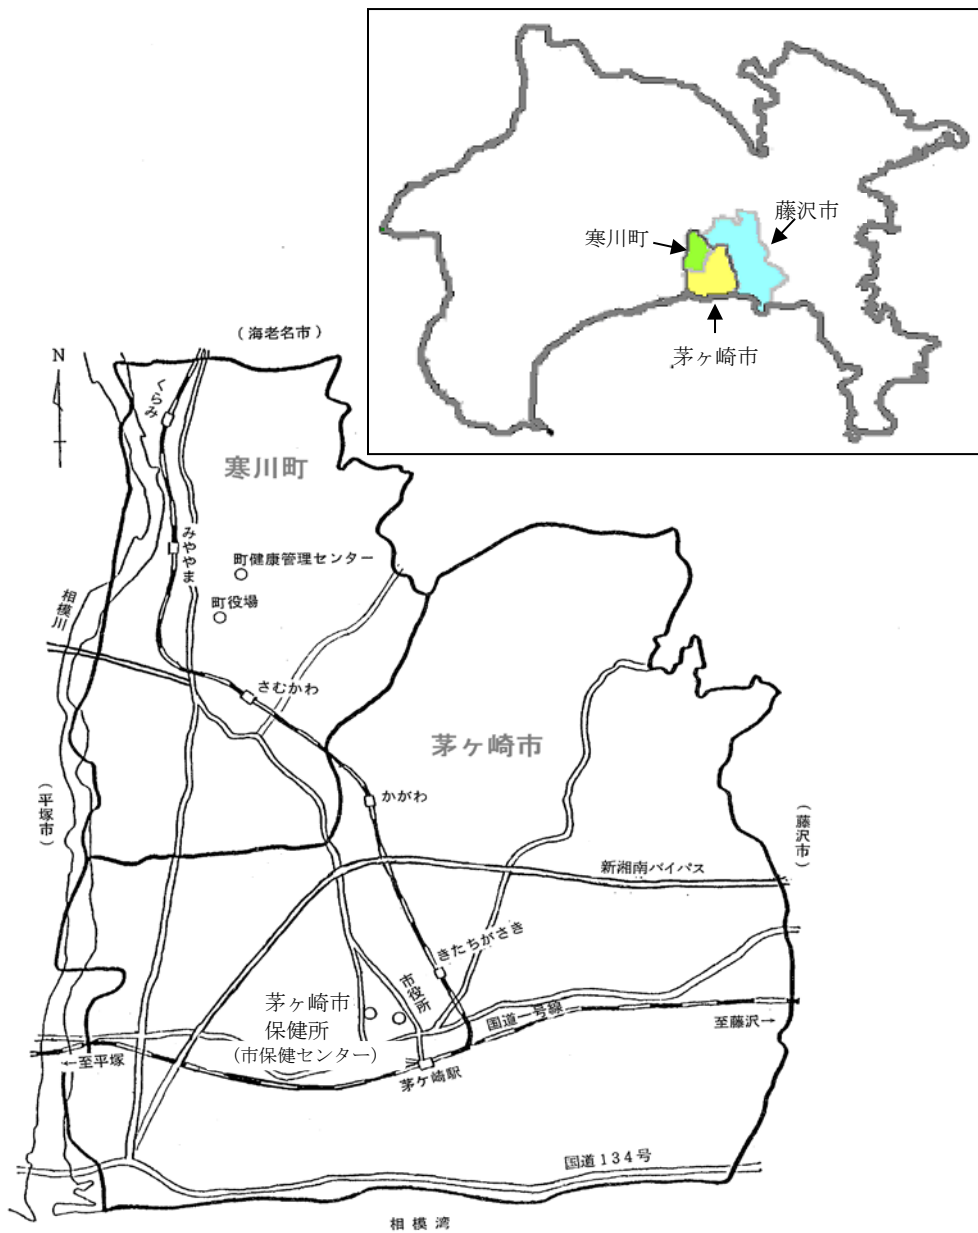 藤沢市
寒川町
茅ヶ崎市
(海老名市)
N
くらみ
寒川町
みややま
町健康管理センター
町役場
相模川
さむかわ
茅ヶ崎市
かがわ
(平塚市)
(藤沢市)
新湘南バイパス
きたちがさき
市役所
茅ヶ崎市
保健所
(市保健センター)
国道一号線
至藤沢→
←至平塚
茅ケ崎駅
国道134号
相模湾